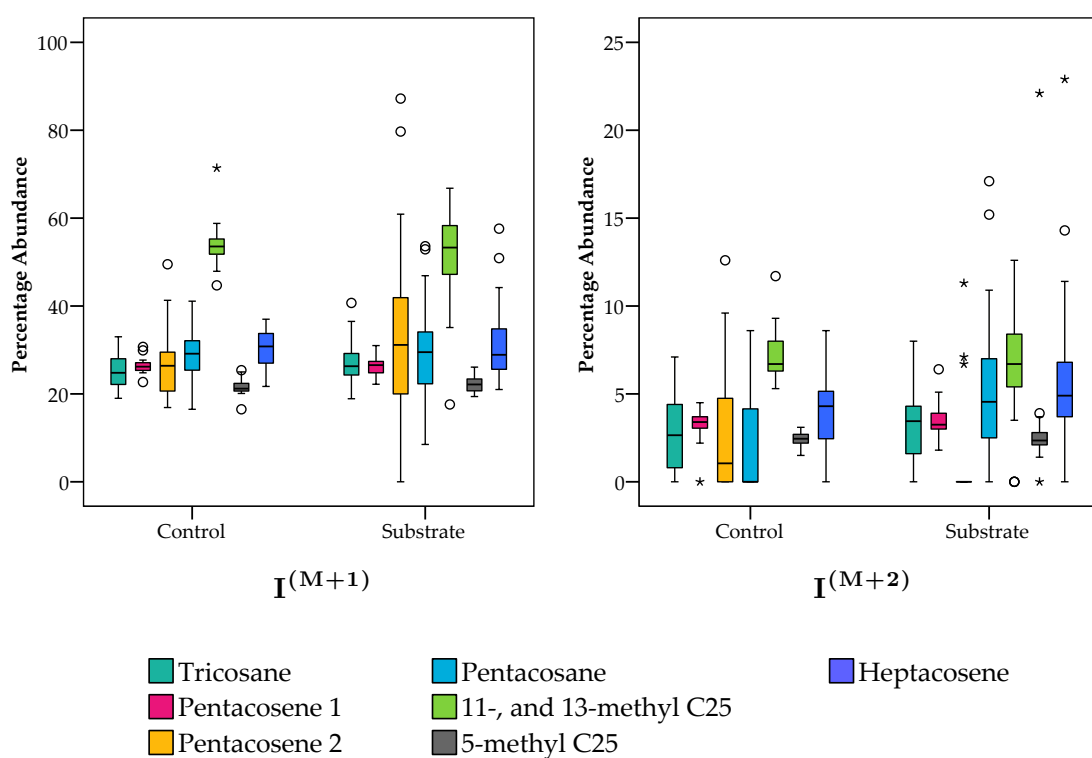 100
80
60
40
20
0
Percentage Abundance
Control
Substrate
I(M+1)
25
20
15
10
5
0
Percentage Abundance
Control
Substrate
I(M+2)
Tricosane
Pentacosane
Heptacosene
Pentacosene 1
11-, and 13-methyl C25
Pentacosene 2
5-methyl C25